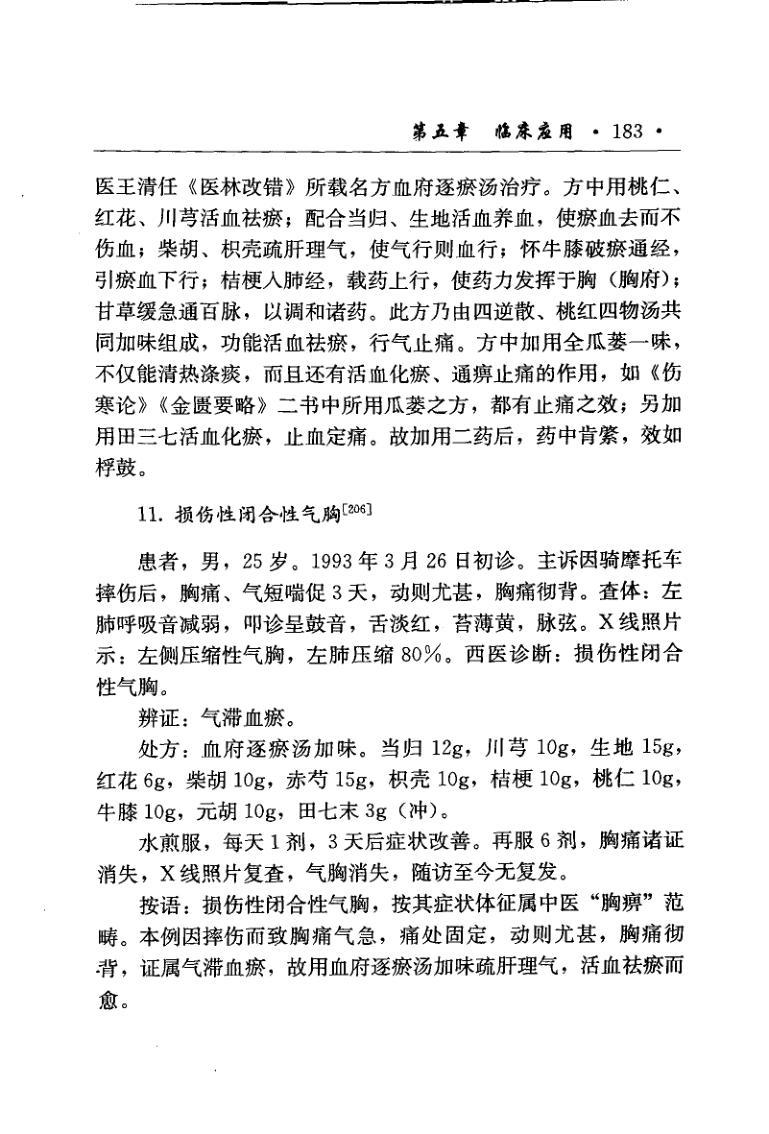 第五章 临床应用 · 183 ·
医王清任《医林改错》所载名方血府逐瘀汤治疗。方中用桃仁、
红花、川芎活血祛瘀；配合当归、生地活血养血，使瘀血去而不
伤血；柴胡、枳壳疏肝理气，使气行则血行；怀牛膝破瘀通经，
引瘀血下行；桔梗入肺经，载药上行，使药力发挥于胸（胸府）；
甘草缓急通百脉，以调和诸药。此方乃由四逆散、桃红四物汤共
同加味组成，功能活血祛瘀，行气止痛。方中加用全瓜蒌一味，
不仅能清热涤痰，而且还有活血化瘀、通痹止痛的作用，如《伤
寒论》《金匮要略》二书中所用瓜蒌之方，都有止痛之效；另加
用田三七活血化瘀，止血定痛。故加用二药后，药中肯綮，效如
桴鼓。
11. 损伤性闭合性气胸[206]
患者，男，25 岁。1993 年 3 月 26 日初诊。主诉因骑摩托车
摔伤后，胸痛、气短喘促 3 天，动则尤甚，胸痛彻背。查体：左
肺呼吸音减弱，叩诊呈鼓音，舌淡红，苔薄黄，脉弦。X 线照片
示：左侧压缩性气胸，左肺压缩 80%。西医诊断：损伤性闭合
性气胸。
辨证：气滞血瘀。
处方：血府逐瘀汤加味。当归 12g，川芎 10g，生地 15g，
红花 6g，柴胡 10g，赤芍 15g，枳壳 10g，桔梗 10g，桃仁 10g，
牛膝 10g，元胡 10g，田七末 3g（冲）。
水煎服，每天 1 剂，3 天后症状改善。再服 6 剂，胸痛诸证
消失，X 线照片复查，气胸消失，随访至今无复发。
按语：损伤性闭合性气胸，按其症状体征属中医“胸痹”范
畴。本例因摔伤而致胸痛气急，痛处固定，动则尤甚，胸痛彻
背，证属气滞血瘀，故用血府逐瘀汤加味疏肝理气，活血祛瘀而
愈。